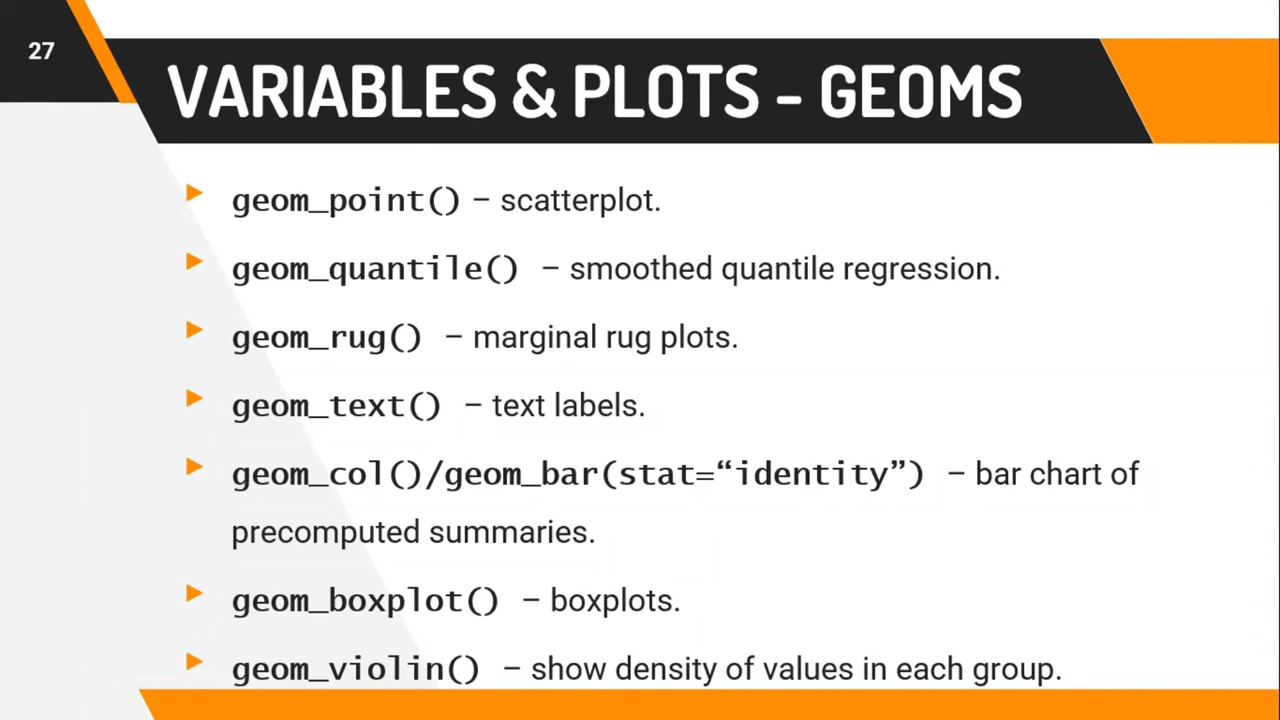 27
VARIABLES & PLOTS – GEOMS
geom_point() – scatterplot.
geom_quantile() – smoothed quantile regression.
geom_rug() – marginal rug plots.
geom_text() – text labels.
geom_col()/geom_bar(stat=“identity”) – bar chart of
precomputed summaries.
geom_boxplot() – boxplots.
geom_violin() – show density of values in each group.